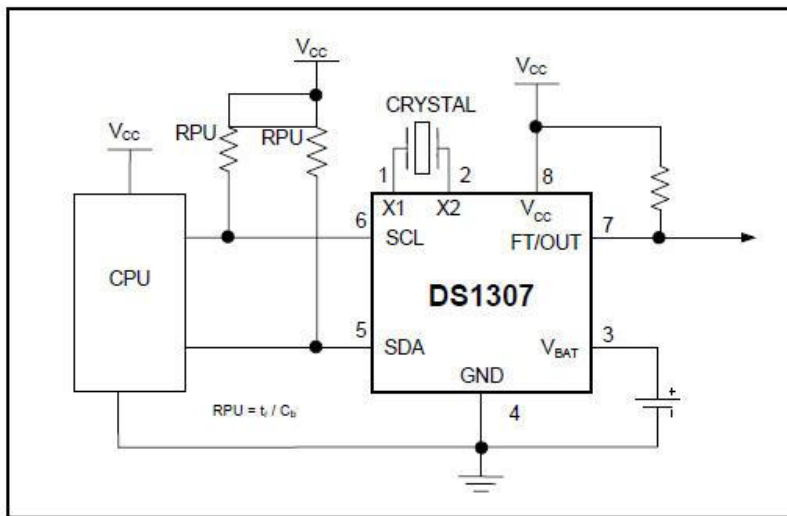 VCC
VCC
CRYSTAL
VCC
RPU
RPU
1
2
8
X1
X2
VCC
6
SCL
FT/OUT
7
CPU
DS1307
5
SDA
VBAT
3
GND
4
RPU = tr / Cb
+